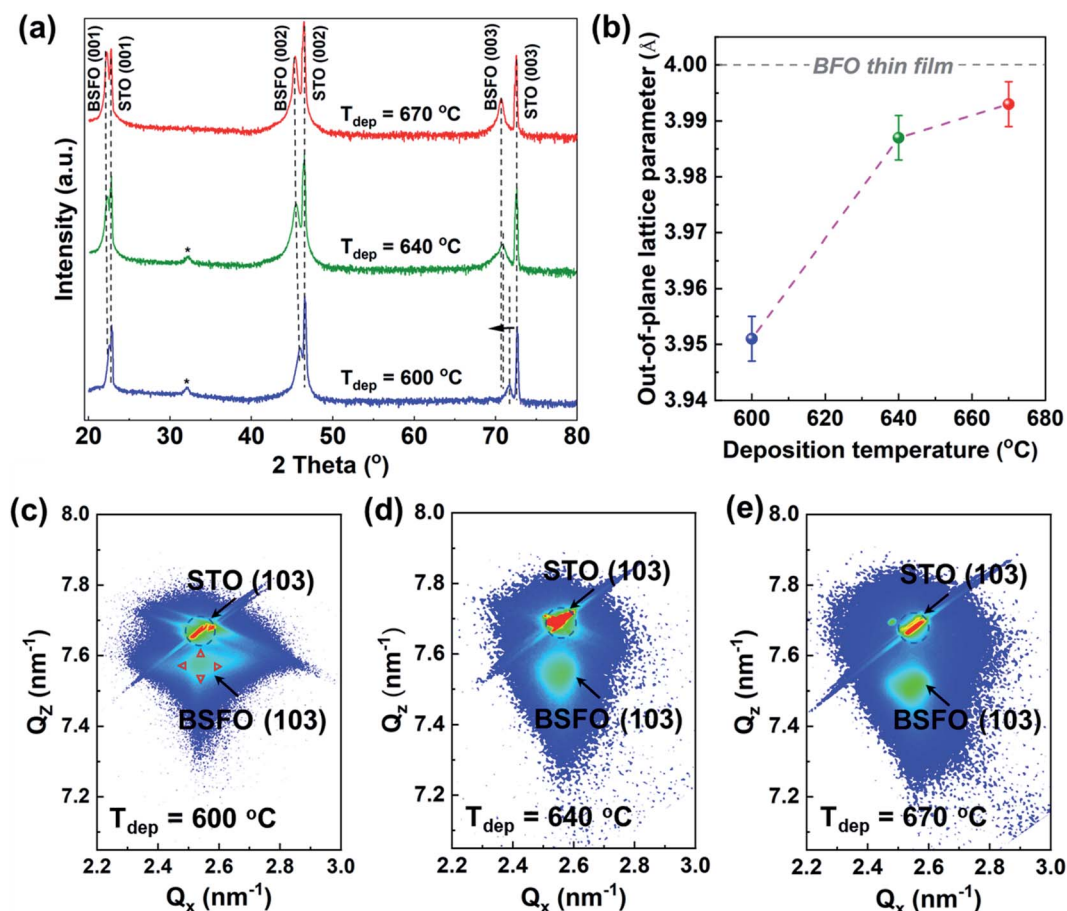 (a)
BSFO (001)
STO (001)
BSFO (002)
STO (002)
BSFO (003)
STO (003)
T_dep = 670 °C
*
T_dep = 640 °C
*
T_dep = 600 °C
Intensity (a.u.)
20 30 40 50 60 70 80
2 Theta (°)
(b)
4.00
3.99
3.98
3.97
3.96
3.95
3.94
BFO thin film
Out-of-plane lattice parameter (Å)
600 620 640 660 680
Deposition temperature (°C)
(c)
8.0
7.8
7.6
7.4
7.2
Q_z (nm⁻¹)
STO (103)
BSFO (103)
T_dep = 600 °C
2.2 2.4 2.6 2.8 3.0
Q_x (nm⁻¹)
(d)
8.0
7.8
7.6
7.4
7.2
Q_z (nm⁻¹)
STO (103)
BSFO (103)
T_dep = 640 °C
2.2 2.4 2.6 2.8 3.0
Q_x (nm⁻¹)
(e)
8.0
7.8
7.6
7.4
7.2
Q_z (nm⁻¹)
STO (103)
BSFO (103)
T_dep = 670 °C
2.2 2.4 2.6 2.8 3.0
Q_x (nm⁻¹)